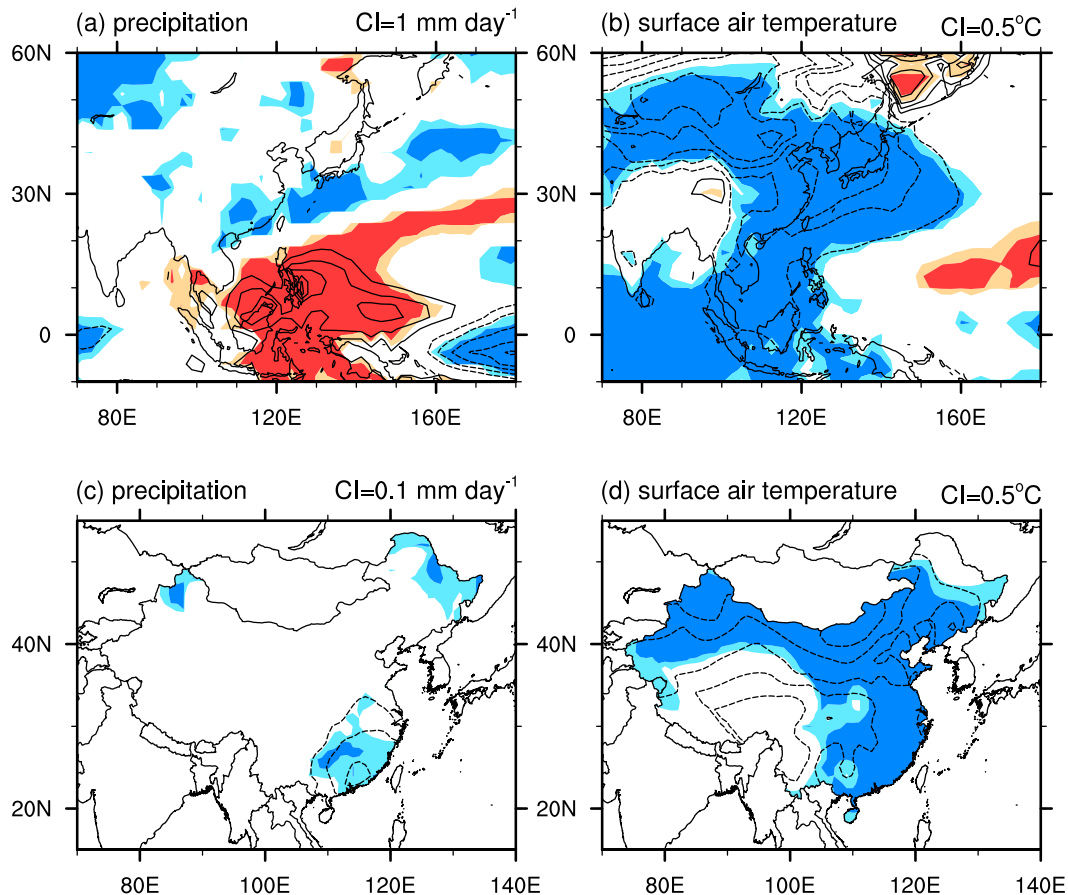 (a) precipitation CI=1 mm day⁻¹
(b) surface air temperature CI=0.5°C
60N
30N
0
80E 120E 160E
60N
30N
0
80E 120E 160E
(c) precipitation CI=0.1 mm day⁻¹
(d) surface air temperature CI=0.5°C
40N
20N
80E 100E 120E 140E
40N
20N
80E 100E 120E 140E